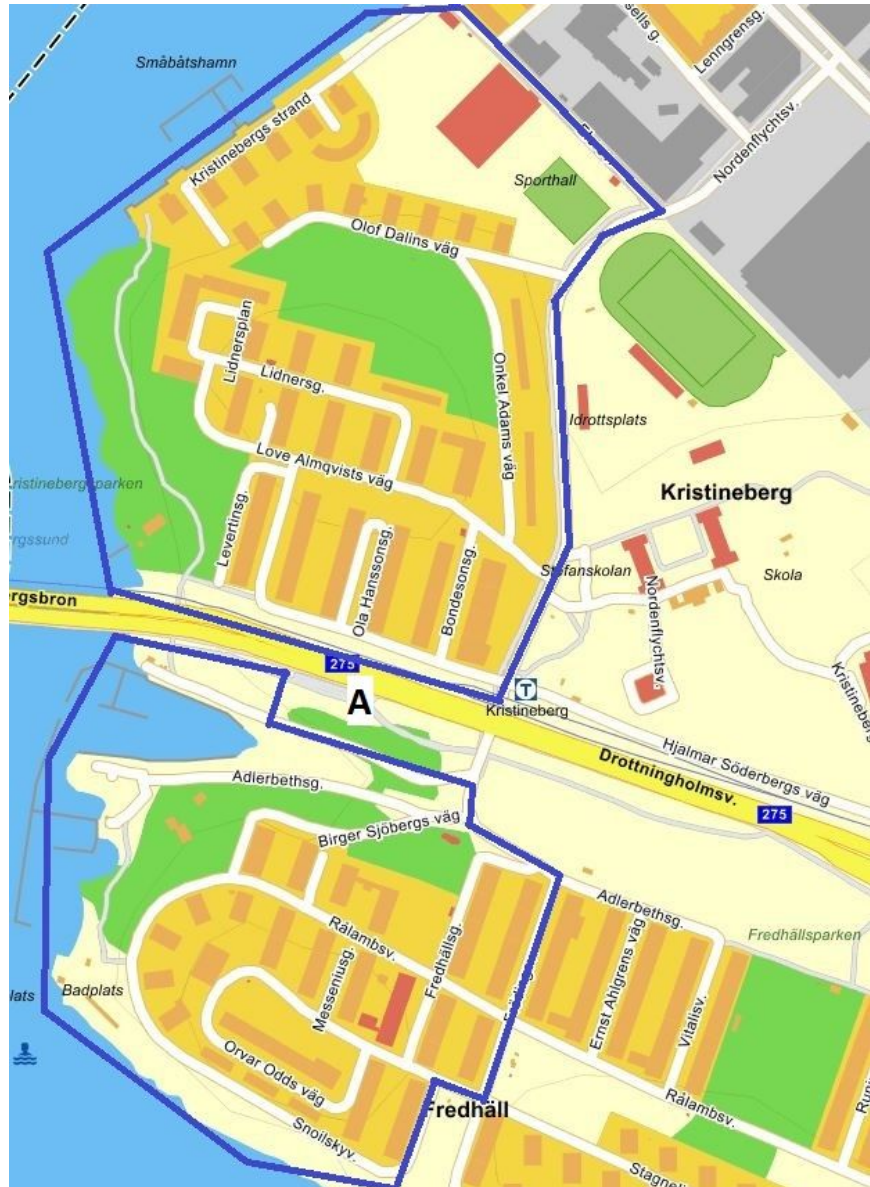 Småbåtshamn
Lenngrensg.
Kristinebergs strand
Nordenflychtsv.
Sporthall
Olof Dalins väg
Lidnersplan
Lidnersg.
Onkel Adams väg
Idrottsplats
Love Almqvists väg
Kristineberg
Levertinsg.
Ola Hanssonsg.
Bondesonsg.
Stefanskolan
Skola
Nordenflychtsv.
ergsbron
275
A
T
Kristineberg
Hjalmar Söderbergs väg
Drottningholmsv.
275
Adlerbethsg.
Birger Sjöbergs väg
Adlerbethsg.
Fredhällsparken
Rålambsv.
Fredhällsg.
Ernst Ahlgrens väg
Vitalisv.
Messeniusg.
Badplats
Orvar Odds väg
Snoilskyv.
Fredhäll
Rålambsv.
Stagneli